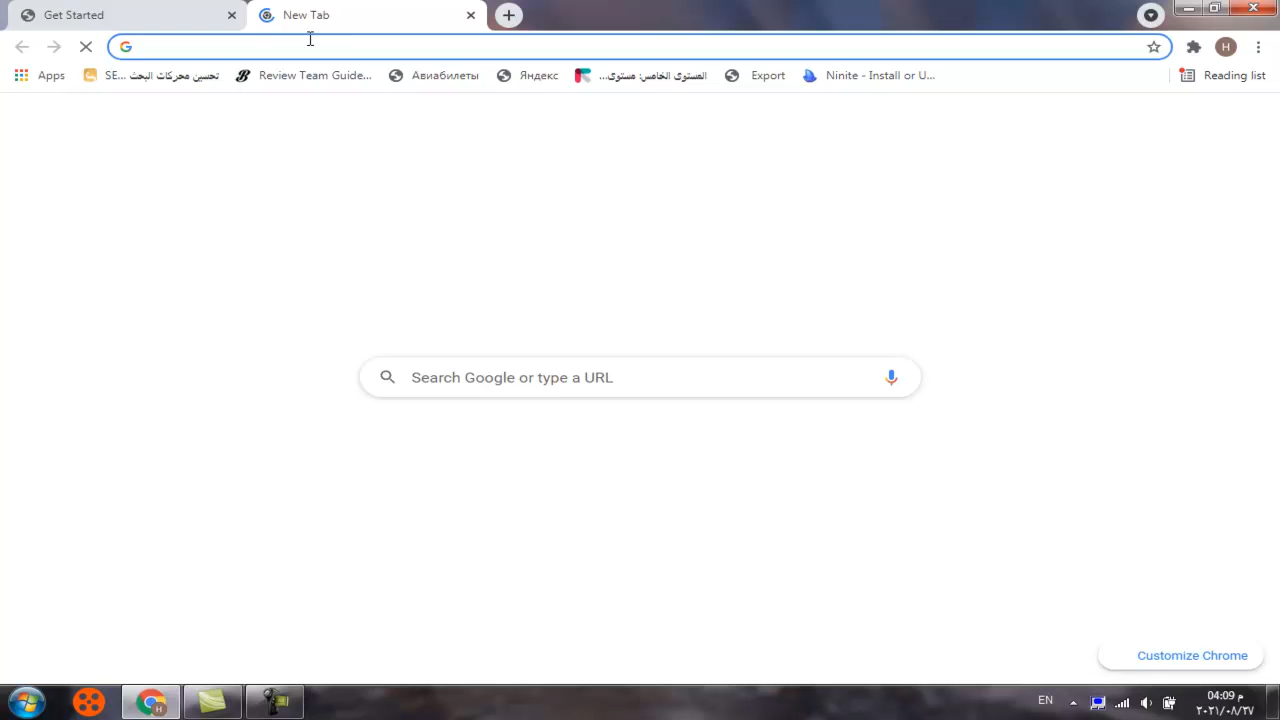 Get Started
New Tab
Apps
SE... تحسين محركات البحث
Review Team Guide...
Авиабилеты
Яндекс
المستوى الخامس: مستوى...
Export
Ninite - Install or U...
Reading list
Search Google or type a URL
Customize Chrome
EN
04:09 م
٢٠٢١/٠٨/٢٧